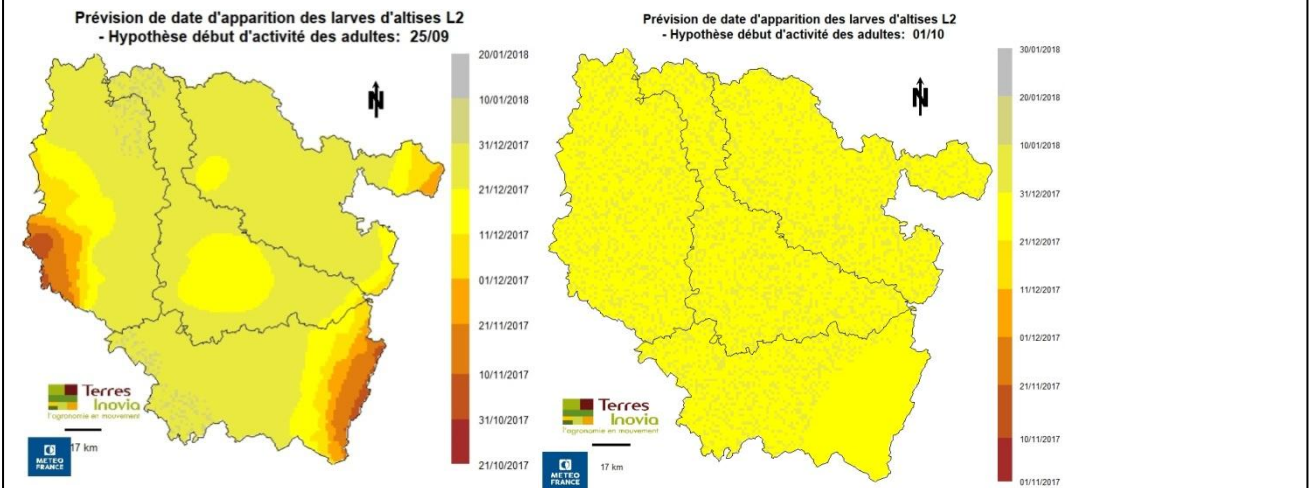 Prévision de date d'apparition des larves d'altises L2
- Hypothèse début d'activité des adultes: 25/09
20/01/2018
10/01/2018
31/12/2017
21/12/2017
11/12/2017
01/12/2017
21/11/2017
10/11/2017
31/10/2017
21/10/2017
N
Terres
Inovia
l'agronomie en mouvement
17 km
METEO
FRANCE
Prévision de date d'apparition des larves d'altises L2
- Hypothèse début d'activité des adultes: 01/10
30/01/2018
20/01/2018
10/01/2018
31/12/2017
21/12/2017
11/12/2017
01/12/2017
21/11/2017
10/11/2017
01/11/2017
N
Terres
Inovia
l'agronomie en mouvement
17 km
METEO
FRANCE